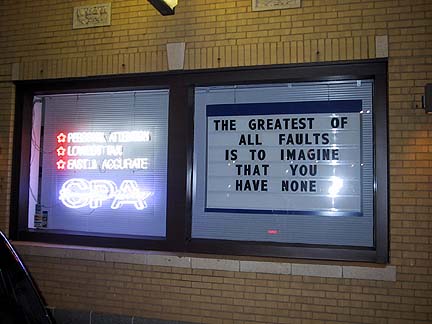 PERSONAL ATTENTION
LOWEST TAX
FAST & ACCURATE
CPA
THE GREATEST OF
ALL FAULTS
IS TO IMAGINE
THAT YOU
HAVE NONE